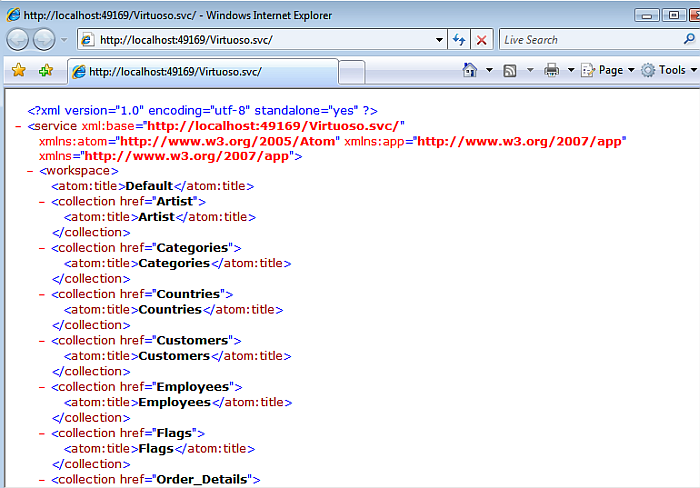 http://localhost:49169/Virtuoso.svc/ - Windows Internet Explorer
http://localhost:49169/Virtuoso.svc/
Live Search
http://localhost:49169/Virtuoso.svc/
Page
Tools
<?xml version="1.0" encoding="utf-8" standalone="yes" ?>
- <service xml:base="http://localhost:49169/Virtuoso.svc/"
xmlns:atom="http://www.w3.org/2005/Atom" xmlns:app="http://www.w3.org/2007/app"
xmlns="http://www.w3.org/2007/app">
- <workspace>
<atom:title>Default</atom:title>
- <collection href="Artist">
<atom:title>Artist</atom:title>
</collection>
- <collection href="Categories">
<atom:title>Categories</atom:title>
</collection>
- <collection href="Countries">
<atom:title>Countries</atom:title>
</collection>
- <collection href="Customers">
<atom:title>Customers</atom:title>
</collection>
- <collection href="Employees">
<atom:title>Employees</atom:title>
</collection>
- <collection href="Flags">
<atom:title>Flags</atom:title>
</collection>
- <collection href="Order_Details">